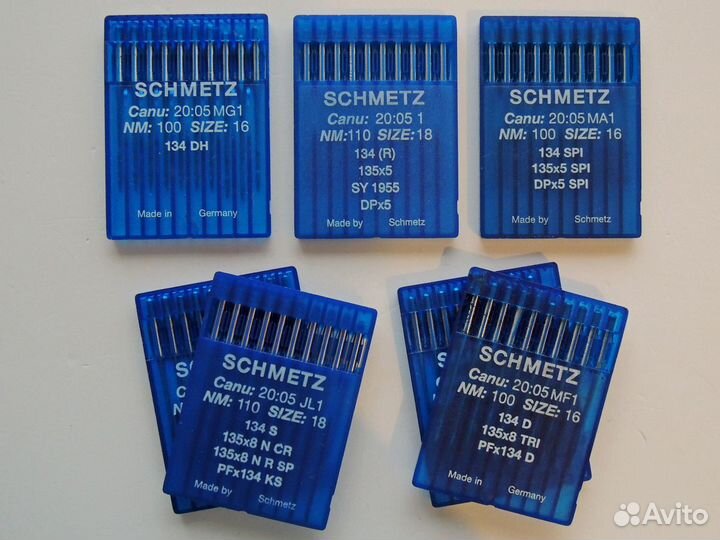 SCHMETZ
Canu: 20:05 MG1
NM: 100 SIZE: 16
134 DH
Made in Germany
SCHMETZ
Canu: 20:05 1
NM:110 SIZE:18
134 (R)
135x5
SY 1955
DPx5
Made by Schmetz
SCHMETZ
Canu: 20:05 MA1
NM: 100 SIZE: 16
134 SPI
135x5 SPI
DPx5 SPI
Made by Schmetz
SCHMETZ
Canu: 20:05 JL1
NM: 110 SIZE: 18
134 S
135x8 N CR
135x8 N R SP
PFx134 KS
Made by Schmetz
SCHMETZ
Canu: 20:05 MF1
NM: 100 SIZE: 16
134 D
135x8 TRI
PFx134 D
Made in Germany
Avito